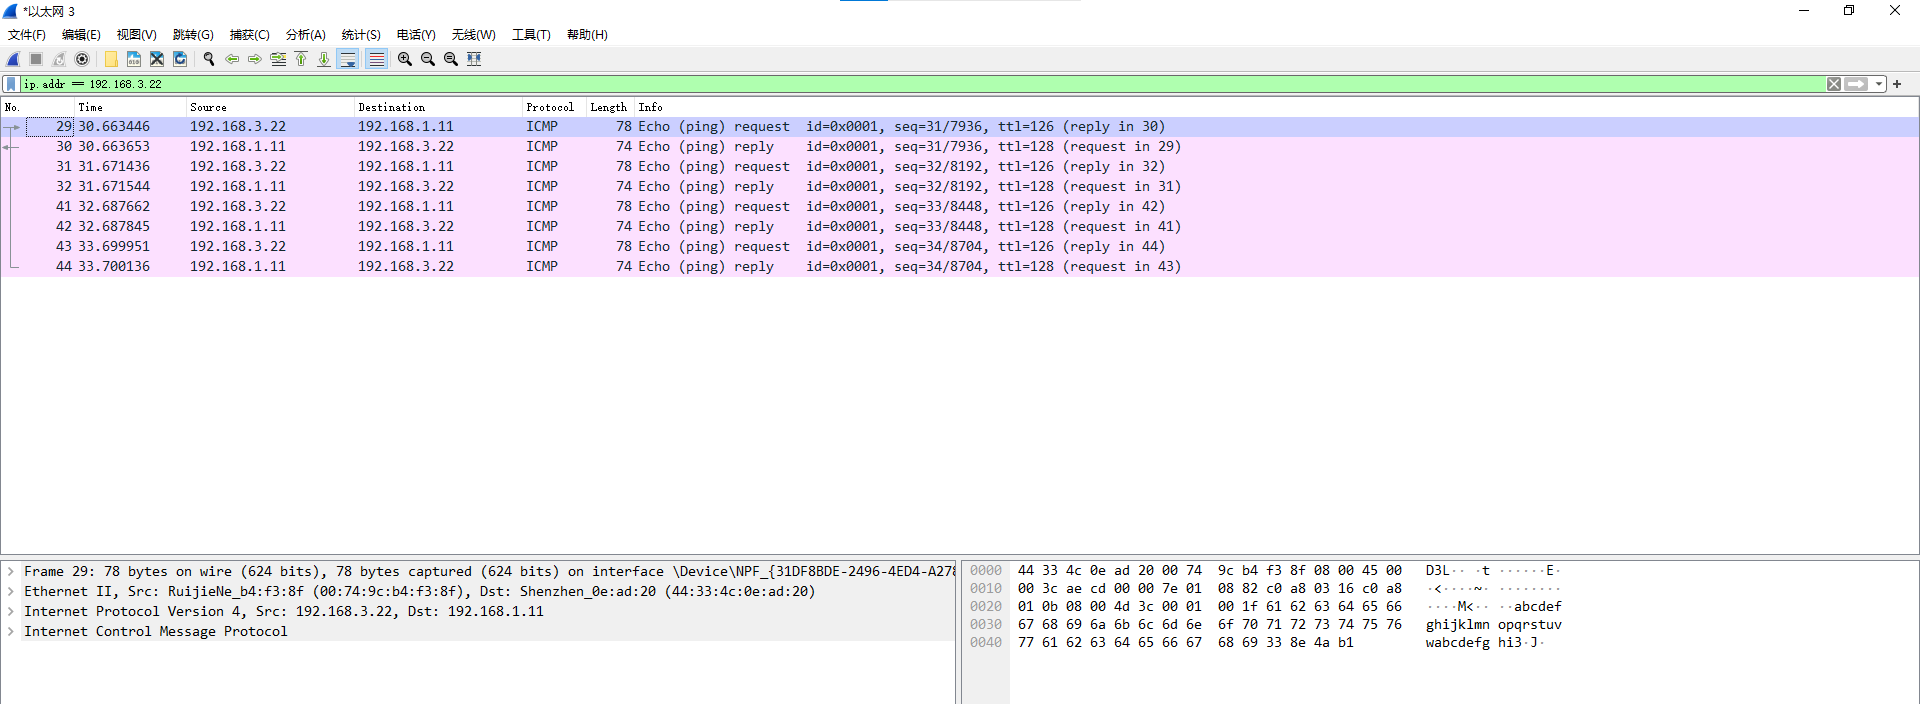 *以太网 3
文件(F) 编辑(E) 视图(V) 跳转(G) 捕获(C) 分析(A) 统计(S) 电话(Y) 无线(W) 工具(T) 帮助(H)
ip.addr == 192.168.3.22
No. Time Source Destination Protocol Length Info
29 30.663446 192.168.3.22 192.168.1.11 ICMP 78 Echo (ping) request id=0x0001, seq=31/7936, ttl=126 (reply in 30)
30 30.663653 192.168.1.11 192.168.3.22 ICMP 74 Echo (ping) reply id=0x0001, seq=31/7936, ttl=128 (request in 29)
31 31.671436 192.168.3.22 192.168.1.11 ICMP 78 Echo (ping) request id=0x0001, seq=32/8192, ttl=126 (reply in 32)
32 31.671544 192.168.1.11 192.168.3.22 ICMP 74 Echo (ping) reply id=0x0001, seq=32/8192, ttl=128 (request in 31)
41 32.687662 192.168.3.22 192.168.1.11 ICMP 78 Echo (ping) request id=0x0001, seq=33/8448, ttl=126 (reply in 42)
42 32.687845 192.168.1.11 192.168.3.22 ICMP 74 Echo (ping) reply id=0x0001, seq=33/8448, ttl=128 (request in 41)
43 33.699951 192.168.3.22 192.168.1.11 ICMP 78 Echo (ping) request id=0x0001, seq=34/8704, ttl=126 (reply in 44)
44 33.700136 192.168.1.11 192.168.3.22 ICMP 74 Echo (ping) reply id=0x0001, seq=34/8704, ttl=128 (request in 43)
Frame 29: 78 bytes on wire (624 bits), 78 bytes captured (624 bits) on interface \Device\NPF_{31DF8BDE-2496-4ED4-A278
Ethernet II, Src: RuijieNe_b4:f3:8f (00:74:9c:b4:f3:8f), Dst: Shenzhen_0e:ad:20 (44:33:4c:0e:ad:20)
Internet Protocol Version 4, Src: 192.168.3.22, Dst: 192.168.1.11
Internet Control Message Protocol
0000 44 33 4c 0e ad 20 00 74 9c b4 f3 8f 08 00 45 00 D3L·· ·t ······E·
0010 00 3c ae cd 00 00 7e 01 08 82 c0 a8 03 16 c0 a8 ·<····~· ········
0020 01 0b 08 00 4d 3c 00 01 00 1f 61 62 63 64 65 66 ····M<·· ··abcdef
0030 67 68 69 6a 6b 6c 6d 6e 6f 70 71 72 73 74 75 76 ghijklmn opqrstuv
0040 77 61 62 63 64 65 66 67 68 69 33 8e 4a b1 wabcdefg hi3·J·